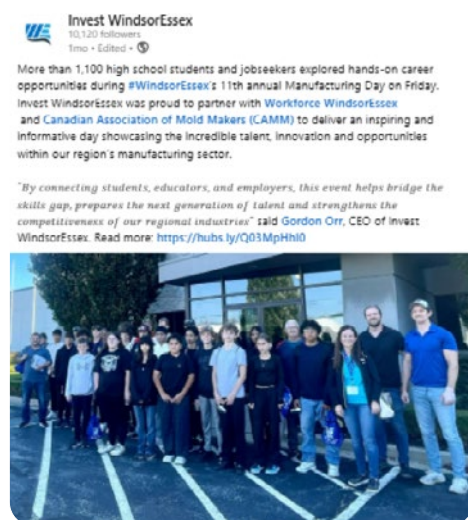 Invest WindsorEssex
10,120 followers
1mo • Edited •
More than 1,100 high school students and jobseekers explored hands-on career
opportunities during #WindsorEssex's 11th annual Manufacturing Day on Friday.
Invest WindsorEssex was proud to partner with Workforce WindsorEssex
and Canadian Association of Mold Makers (CAMM) to deliver an inspiring and
informative day showcasing the incredible talent, innovation and opportunities
within our region's manufacturing sector.
"By connecting students, educators, and employers, this event helps bridge the
skills gap, prepares the next generation of talent and strengthens the
competitiveness of our regional industries" said Gordon Orr, CEO of Invest
WindsorEssex. Read more: https://hubs.ly/Q03MpHhl0